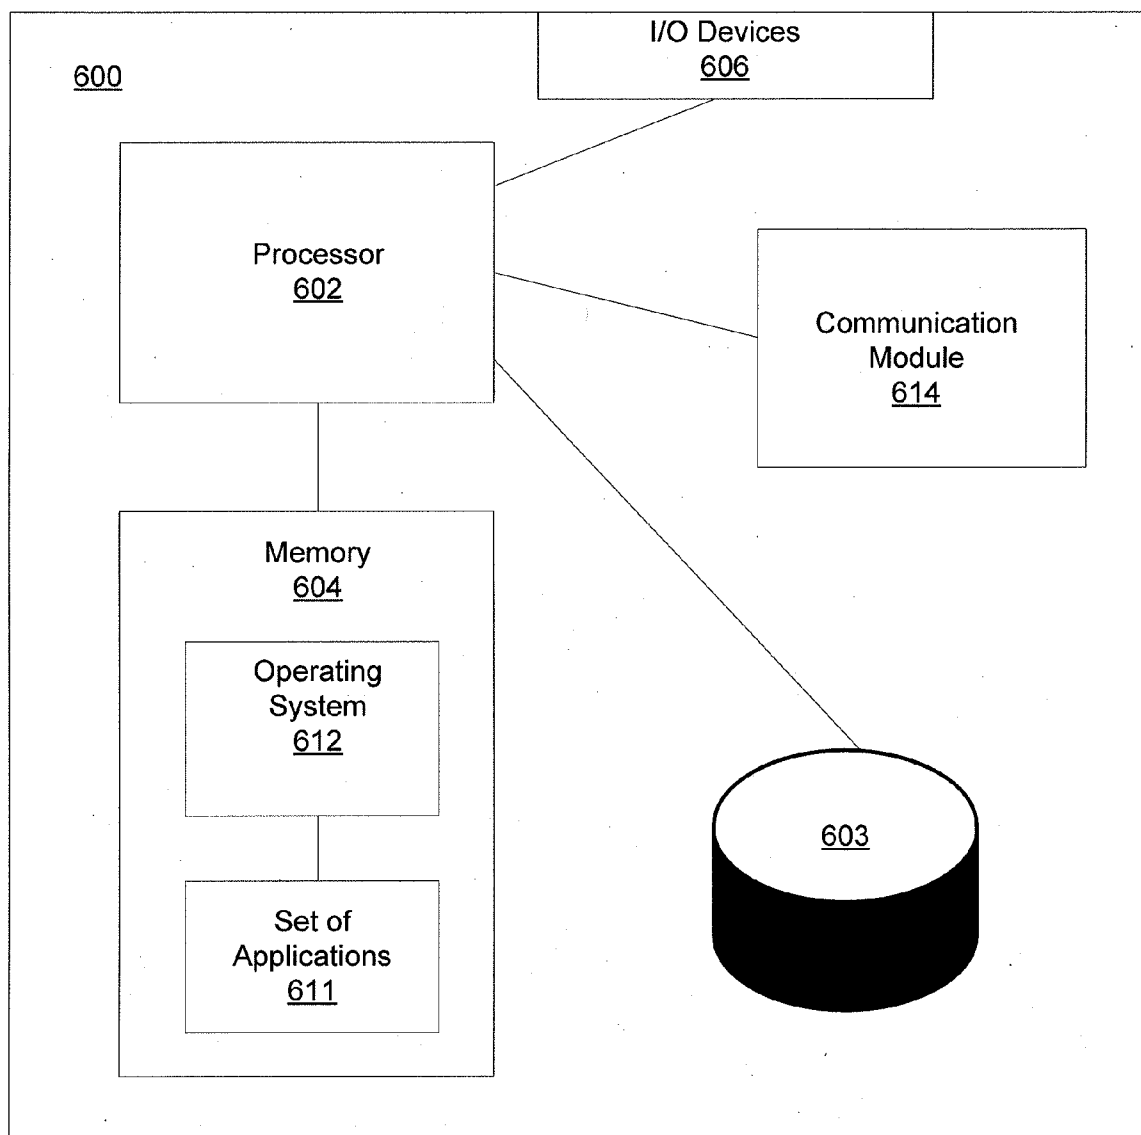 I/O Devices
606
600
Processor
602
Communication
Module
614
Memory
604
Operating
System
612
603
Set of
Applications
611